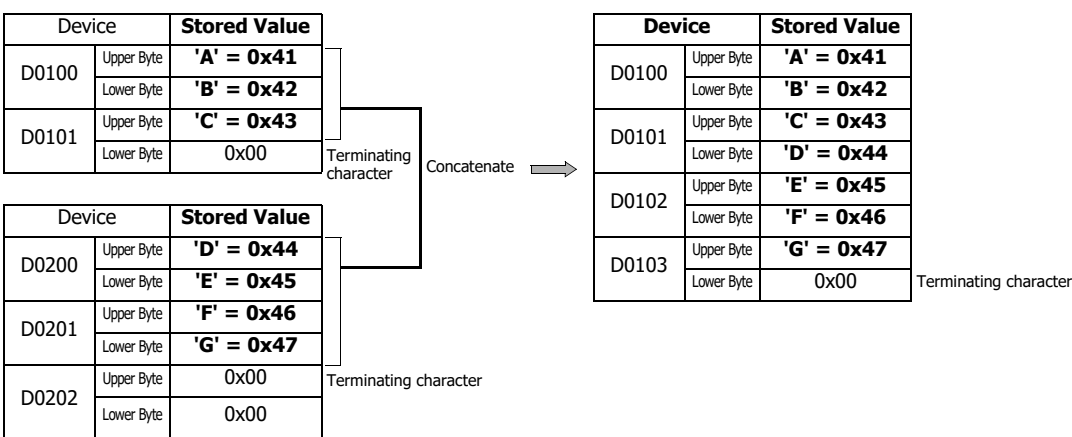 Device Stored Value
D0100 Upper Byte 'A' = 0x41
Lower Byte 'B' = 0x42
D0101 Upper Byte 'C' = 0x43
Lower Byte 0x00
Terminating
character
Device Stored Value
D0200 Upper Byte 'D' = 0x44
Lower Byte 'E' = 0x45
D0201 Upper Byte 'F' = 0x46
Lower Byte 'G' = 0x47
D0202 Upper Byte 0x00
Lower Byte 0x00
Terminating character
Concatenate
Device Stored Value
D0100 Upper Byte 'A' = 0x41
Lower Byte 'B' = 0x42
D0101 Upper Byte 'C' = 0x43
Lower Byte 'D' = 0x44
D0102 Upper Byte 'E' = 0x45
Lower Byte 'F' = 0x46
D0103 Upper Byte 'G' = 0x47
Lower Byte 0x00
Terminating character